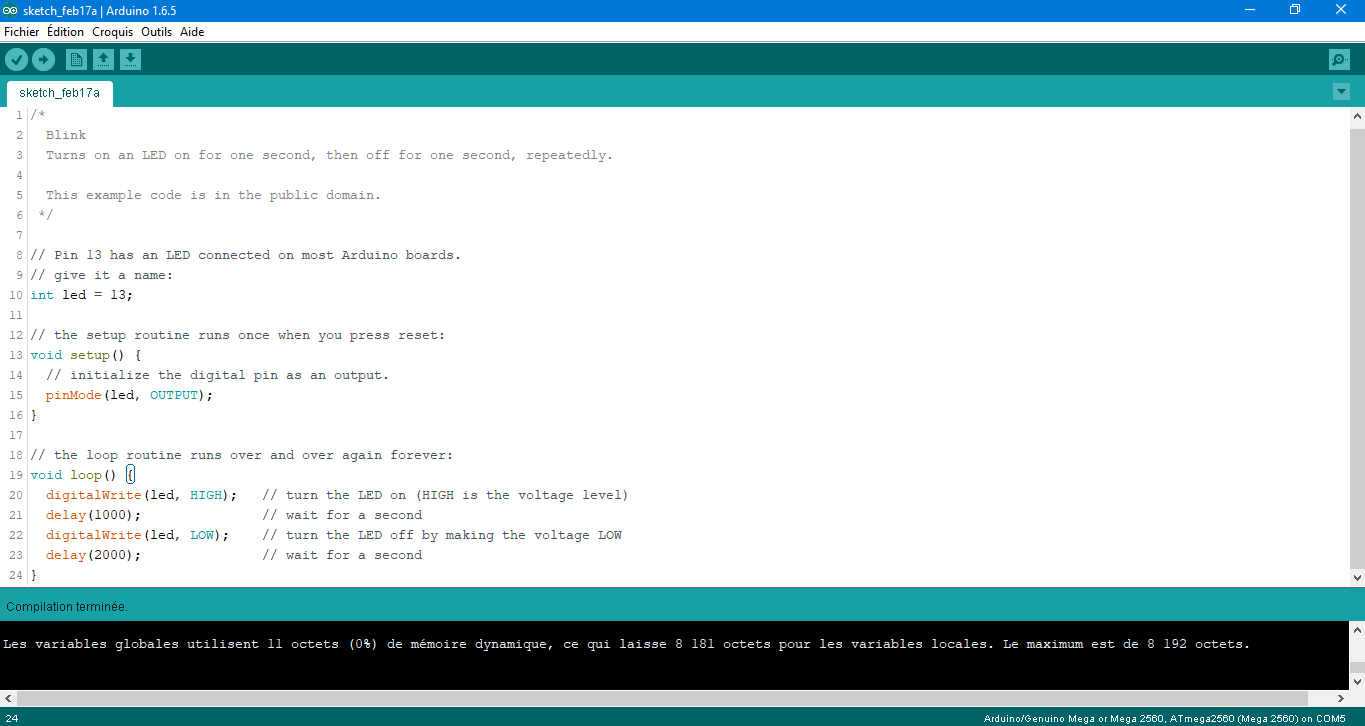 sketch_feb17a | Arduino 1.6.5
Fichier Édition Croquis Outils Aide
sketch_feb17a
1 /*
2   Blink
3   Turns on an LED on for one second, then off for one second, repeatedly.
4
5   This example code is in the public domain.
6  */
7
8 // Pin 13 has an LED connected on most Arduino boards.
9 // give it a name:
10 int led = 13;
11
12 // the setup routine runs once when you press reset:
13 void setup() {
14   // initialize the digital pin as an output.
15   pinMode(led, OUTPUT);
16 }
17
18 // the loop routine runs over and over again forever:
19 void loop() {
20   digitalWrite(led, HIGH);   // turn the LED on (HIGH is the voltage level)
21   delay(1000);               // wait for a second
22   digitalWrite(led, LOW);    // turn the LED off by making the voltage LOW
23   delay(2000);               // wait for a second
24 }
Compilation terminée.
Les variables globales utilisent 11 octets (0%) de mémoire dynamique, ce qui laisse 8 181 octets pour les variables locales. Le maximum est de 8 192 octets.
24 Arduino/Genuino Mega or Mega 2560, ATmega2560 (Mega 2560) on COM5